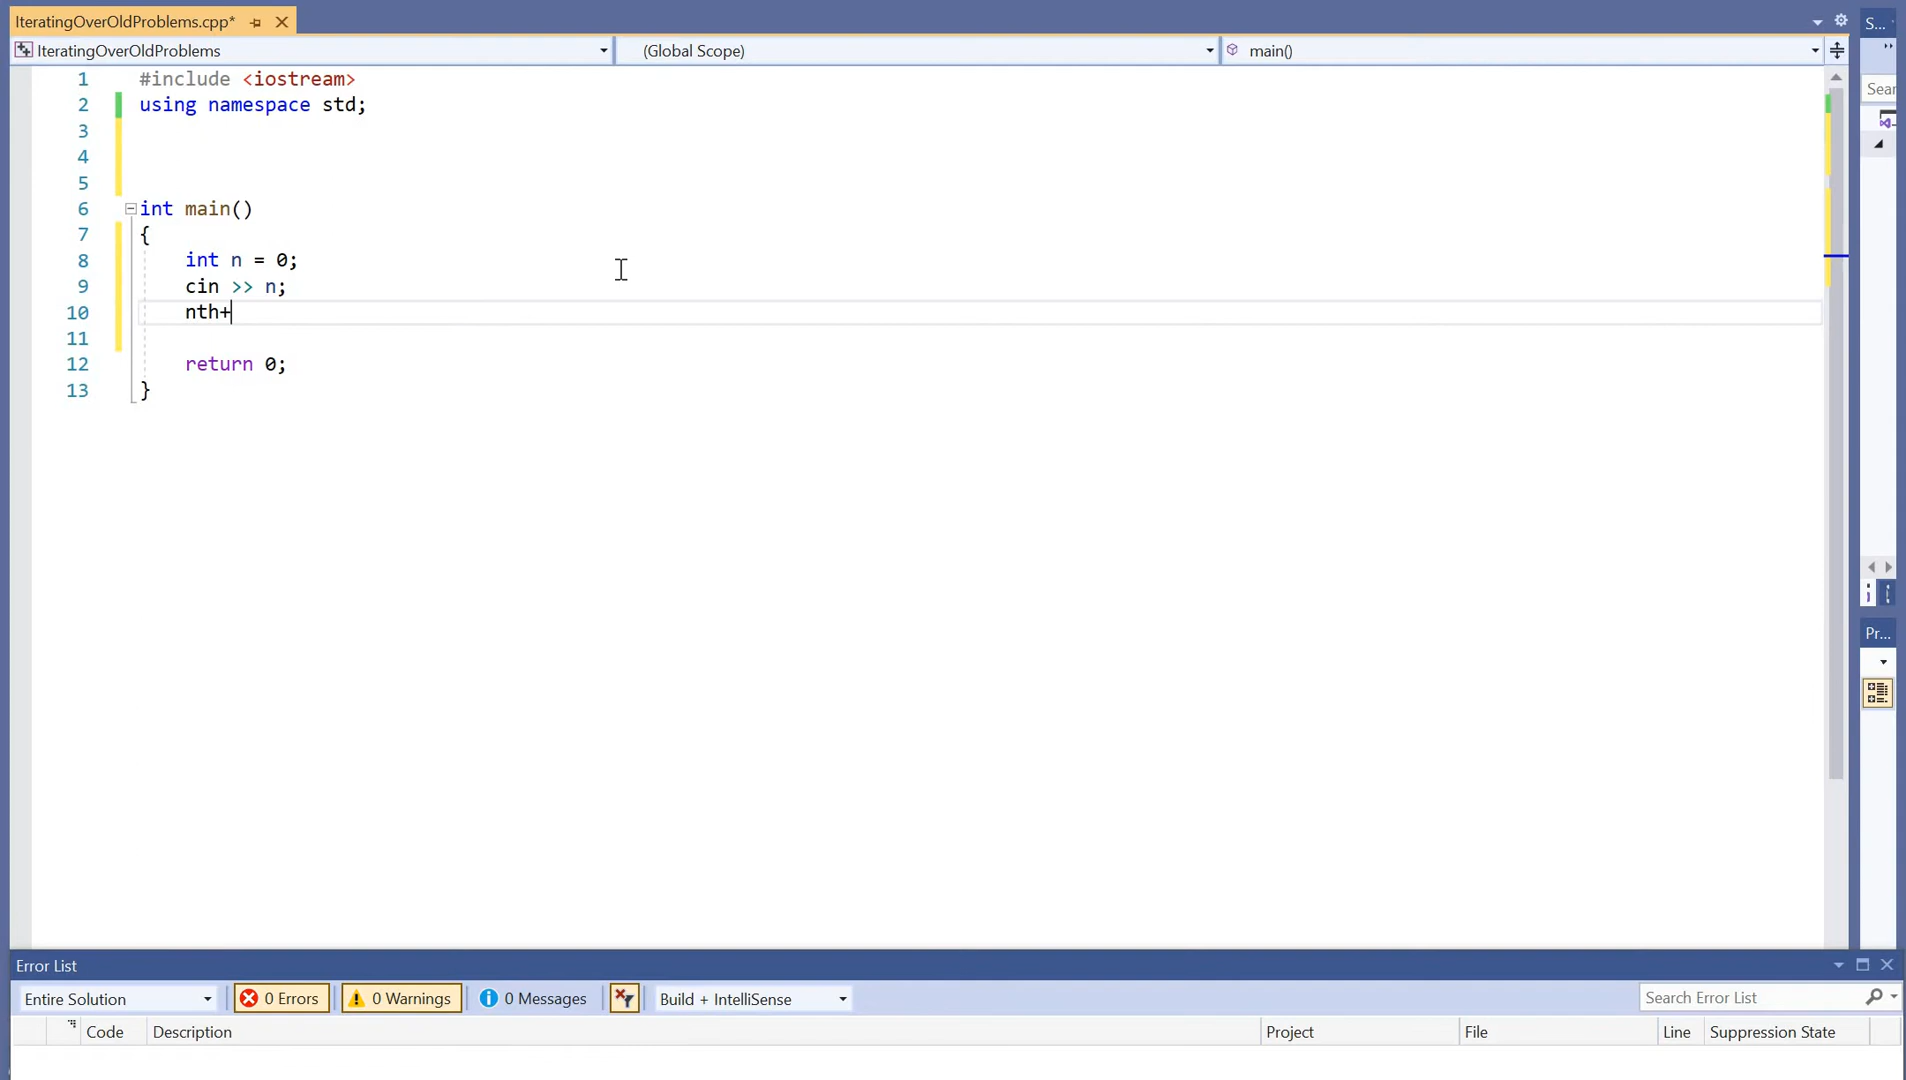 IteratingOverOldProblems.cpp*
S...
IteratingOverOldProblems
(Global Scope)
main()
Sear
1 #include <iostream>
2 using namespace std;
3
4
5
6 int main()
7 {
8 int n = 0;
9 cin >> n;
10 nth+
11
12 return 0;
13 }
Pr...
Error List
Entire Solution
0 Errors
0 Warnings
0 Messages
Build + IntelliSense
Search Error List
Code
Description
Project
File
Line
Suppression State